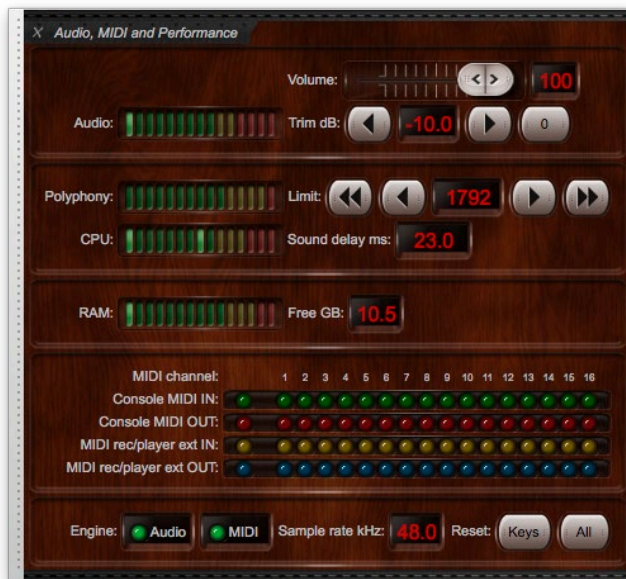 X Audio, MIDI and Performance
Volume: < > 100
Audio: Trim dB: -10.0 0
Polyphony: Limit: 1792
CPU: Sound delay ms: 23.0
RAM: Free GB: 10.5
MIDI channel: 1 2 3 4 5 6 7 8 9 10 11 12 13 14 15 16
Console MIDI IN:
Console MIDI OUT:
MIDI rec/player ext IN:
MIDI rec/player ext OUT:
Engine: Audio MIDI Sample rate kHz: 48.0 Reset: Keys All